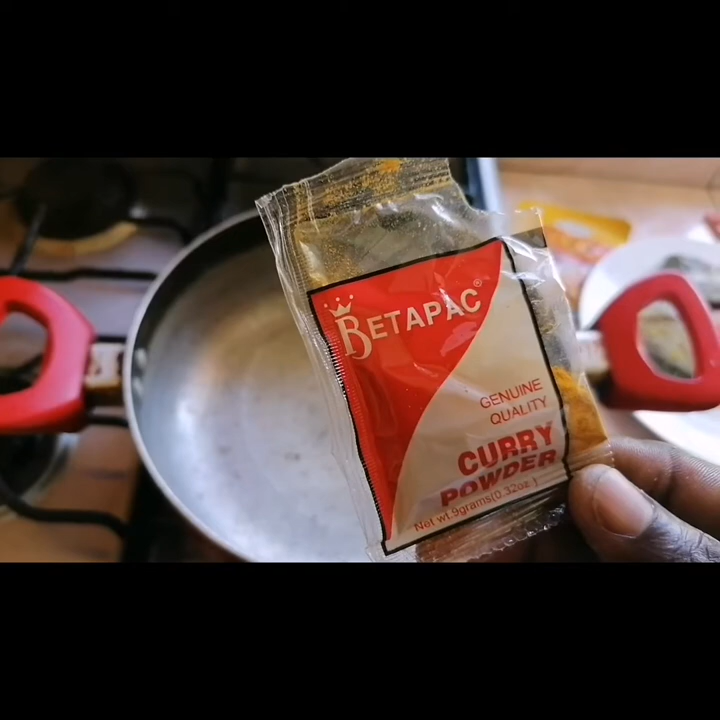 BETAPAC®
GENUINE
QUALITY
CURRY
POWDER
Net wt.9grams(0.32oz )